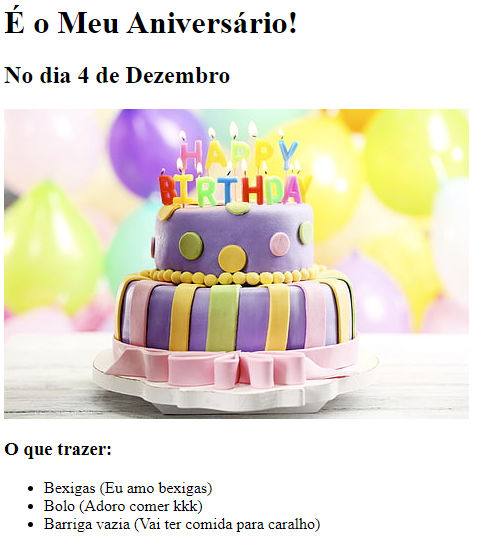 É o Meu Aniversário!
No dia 4 de Dezembro
HAPPY
BIRTHDAY
O que trazer:
Bexigas (Eu amo bexigas)
Bolo (Adoro comer kkk)
Barriga vazia (Vai ter comida para caralho)